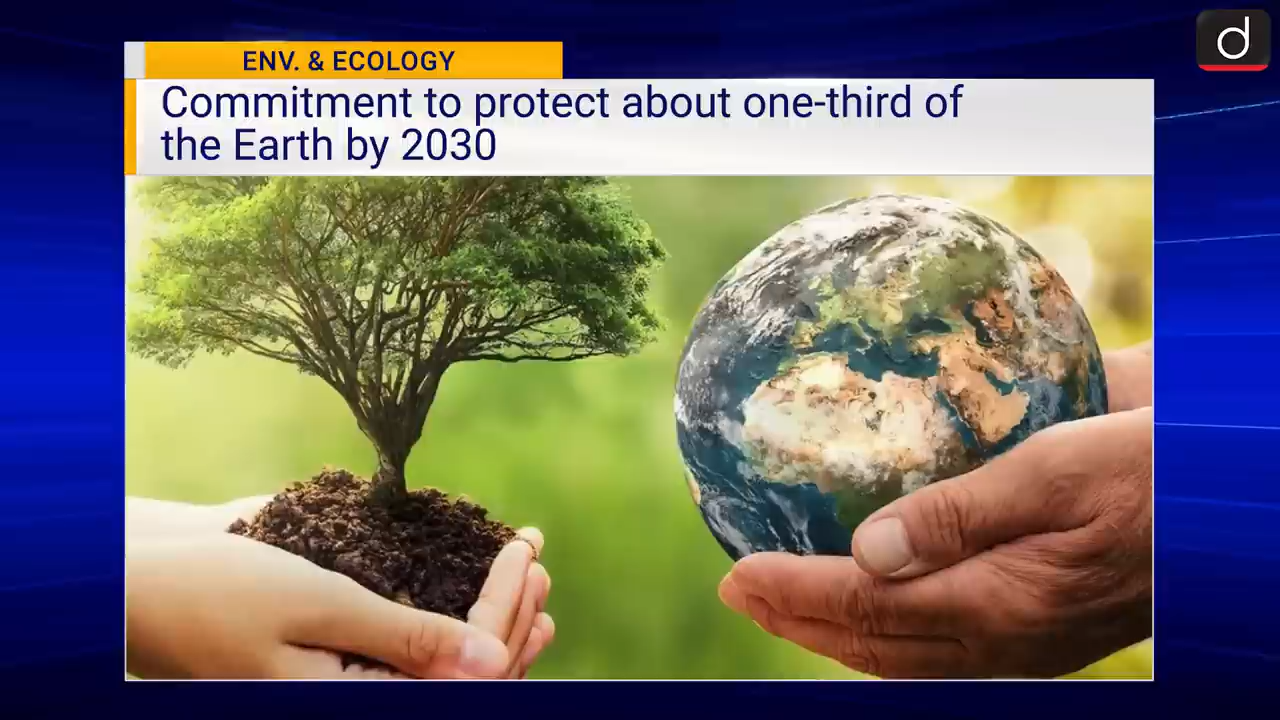 d
ENV. & ECOLOGY
Commitment to protect about one-third of
the Earth by 2030